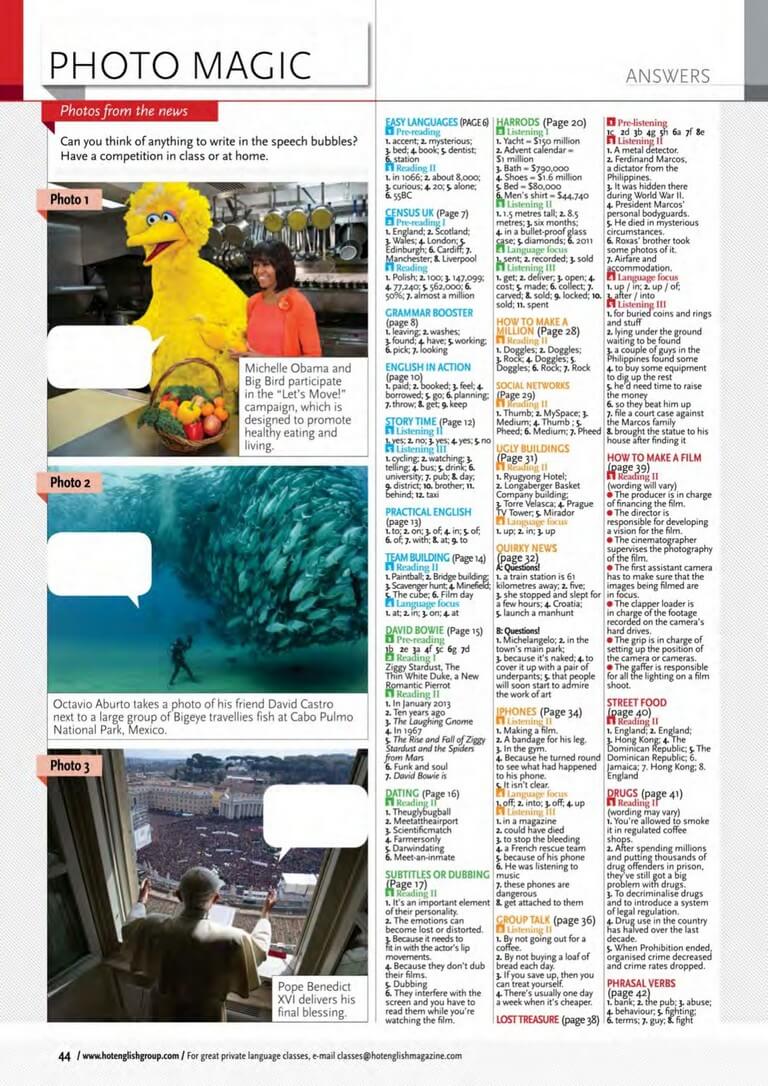 PHOTO MAGIC
ANSWERS
Photos from the news
Can you think of anything to write in the speech bubbles?
Have a competition in class or at home.
Photo 1
Michelle Obama and
Big Bird participate
in the "Let's Move!"
campaign, which is
designed to promote
healthy eating and
living.
Photo 2
Octavio Aburto takes a photo of his friend David Castro
next to a large group of Bigeye travellies fish at Cabo Pulmo
National Park, Mexico.
Photo 3
Pope Benedict
XVI delivers his
final blessing.
EASY LANGUAGES (PAGE 6)
1 Pre-reading
1. accent; 2. mysterious;
3. bed; 4. book; 5. dentist;
6. station
3 Reading II
1. in 1066; 2. about 8,000;
3. curious; 4. 20; 5. alone;
6. 55BC
CENSUS UK (Page 7)
Pre-reading I
1. England; 2. Scotland;
3. Wales; 4. London; 5.
Edinburgh; 6. Cardiff; 7.
Manchester; 8. Liverpool
Reading
1. Polish; 2. 100; 3. 147,099;
4. 77,240; 5. 562,000; 6.
50%; 7. almost a million
GRAMMAR BOOSTER
(page 8)
1. leaving; 2. washes;
3. found; 4. have; 5. working;
6. pick; 7. looking
ENGLISH IN ACTION
(page 10)
1. paid; 2. booked; 3. feel; 4.
borrowed; 5. go; 6. planning;
7. throw; 8. get; 9. keep
STORY TIME (Page 12)
Listening II
1. yes; 2. no; 3. yes; 4. yes; 5. no
Listening III
1. cycling; 2. watching; 3.
telling; 4. bus; 5. drink; 6.
university; 7. pub; 8. day;
9. district; 10. brother; 11.
behind; 12. taxi
PRACTICAL ENGLISH
(page 13)
1. to; 2. on; 3. of; 4. in; 5. of;
6. of; 7. with; 8. at; 9. to
TEAM BUILDING (Page 14)
Reading II
1. Paintball; 2. Bridge building;
3. Scavenger hunt; 4. Minefield;
5. The cube; 6. Film day
4 Language focus
1. at; 2. in; 3. on; 4. at
DAVID BOWIE (Page 15)
1 Pre-reading
1b 2e 3a 4f 5c 6g 7d
2 Reading I
Ziggy Stardust, The
Thin White Duke, a New
Romantic Pierrot
3 Reading II
1. In January 2013
2. Ten years ago
3. The Laughing Gnome
4. In 1967
5. The Rise and Fall of Ziggy
Stardust and the Spiders
from Mars
6. Funk and soul
7. David Bowie is
DATING (Page 16)
3 Reading II
1. Theuglybugball
2. Meetattheairport
3. Scientificmatch
4. Farmersonly
5. Darwindating
6. Meet-an-inmate
SUBTITLES OR DUBBING
(Page 17)
3 Reading II
1. It's an important element
of their personality.
2. The emotions can
become lost or distorted.
3. Because it needs to
fit in with the actor's lip
movements.
4. Because they don't dub
their films.
5. Dubbing
6. They interfere with the
screen and you have to
read them while you're
watching the film.
HARRODS (Page 20)
2 Listening I
1. Yacht = $150 million
2. Advent calendar =
$1 million
3. Bath = $790,000
4. Shoes = $1.6 million
5. Bed = $80,000
6. Men's shirt = $44,740
3 Listening II
1. 1.5 metres tall; 2. 8.5
metres; 3. six months;
4. in a bullet-proof glass
case; 5. diamonds; 6. 2011
4 Language focus
1. sent; 2. recorded; 3. sold
5 Listening III
1. get; 2. deliver; 3. open; 4.
cost; 5. made; 6. collect; 7.
carved; 8. sold; 9. locked; 10.
sold; 11. spent
HOW TO MAKE A
MILLION (Page 28)
3 Reading II
1. Doggles; 2. Doggles;
3. Rock; 4. Doggles; 5.
Doggles; 6. Rock; 7. Rock
SOCIAL NETWORKS
(Page 29)
3 Reading II
1. Thumb; 2. MySpace; 3.
Medium; 4. Thumb ; 5.
Pheed; 6. Medium; 7. Pheed
UGLY BUILDINGS
(Page 31)
3 Reading II
1. Ryugyong Hotel;
2. Longaberger Basket
Company building;
3. Torre Velasca; 4. Prague
TV Tower; 5. Mirador
4 Language focus
1. up; 2. in; 3. up
QUIRKY NEWS
(page 32)
A: Questions!
1. a train station is 61
kilometres away; 2. five;
3. she stopped and slept for
a few hours; 4. Croatia;
5. launch a manhunt
B: Questions!
1. Michelangelo; 2. in the
town's main park;
3. because it's naked; 4. to
cover it up with a pair of
underpants; 5. that people
will soon start to admire
the work of art
IPHONES (Page 34)
2 Listening II
1. Making a film.
2. A bandage for his leg.
3. In the gym.
4. Because he turned round
to see what had happened
to his phone.
5. It isn't clear.
4 Language focus
1. off; 2. into; 3. off; 4. up
Listening III
1. in a magazine
2. could have died
3. to stop the bleeding
4. a French rescue team
5. because of his phone
6. He was listening to
music
7. these phones are
dangerous
8. get attached to them
GROUP TALK (page 36)
Listening II
1. By not going out for a
coffee.
2. By not buying a loaf of
bread each day.
3. If you save up, then you
can treat yourself.
4. There's usually one day
a week when it's cheaper.
LOST TREASURE (page 38)
1 Pre-listening
1c 2d 3b 4g 5h 6a 7f 8e
Listening II
1. A metal detector.
2. Ferdinand Marcos,
a dictator from the
Philippines.
3. It was hidden there
during World War II.
4. President Marcos'
personal bodyguards.
5. He died in mysterious
circumstances.
6. Roxas' brother took
some photos of it.
7. Airfare and
accommodation.
4 Language focus
1. up / in; 2. up / of;
3. after / into
Listening III
1. for buried coins and rings
and stuff
2. lying under the ground
waiting to be found
3. a couple of guys in the
Philippines found some
4. to buy some equipment
to dig up the rest
5. he'd need time to raise
the money
6. so they beat him up
7. file a court case against
the Marcos family
8. brought the statue to his
house after finding it
HOW TO MAKE A FILM
(page 39)
3 Reading II
(wording will vary)
● The producer is in charge
of financing the film.
● The director is
responsible for developing
a vision for the film.
● The cinematographer
supervises the photography
of the film.
● The first assistant camera
has to make sure that the
images being filmed are
in focus.
● The clapper loader is
in charge of the footage
recorded on the camera's
hard drives.
● The grip is in charge of
setting up the position of
the camera or cameras.
● The gaffer is responsible
for all the lighting on a film
shoot.
STREET FOOD
(page 40)
3 Reading II
1. England; 2. England;
3. Hong Kong; 4. The
Dominican Republic; 5. The
Dominican Republic; 6.
Jamaica; 7. Hong Kong; 8.
England
DRUGS (page 41)
3 Reading II
(wording may vary)
1. You're allowed to smoke
it in regulated coffee
shops.
2. After spending millions
and putting thousands of
drug offenders in prison,
they've still got a big
problem with drugs.
3. To decriminalise drugs
and to introduce a system
of legal regulation.
4. Drug use in the country
has halved over the last
decade.
5. When Prohibition ended,
organised crime decreased
and crime rates dropped.
PHRASAL VERBS
(page 42)
1. bank; 2. the pub; 3. abuse;
4. behaviour; 5. fighting;
6. terms; 7. guy; 8. fight
44 / www.hotenglishgroup.com / For great private language classes, e-mail classes@hotenglishmagazine.com